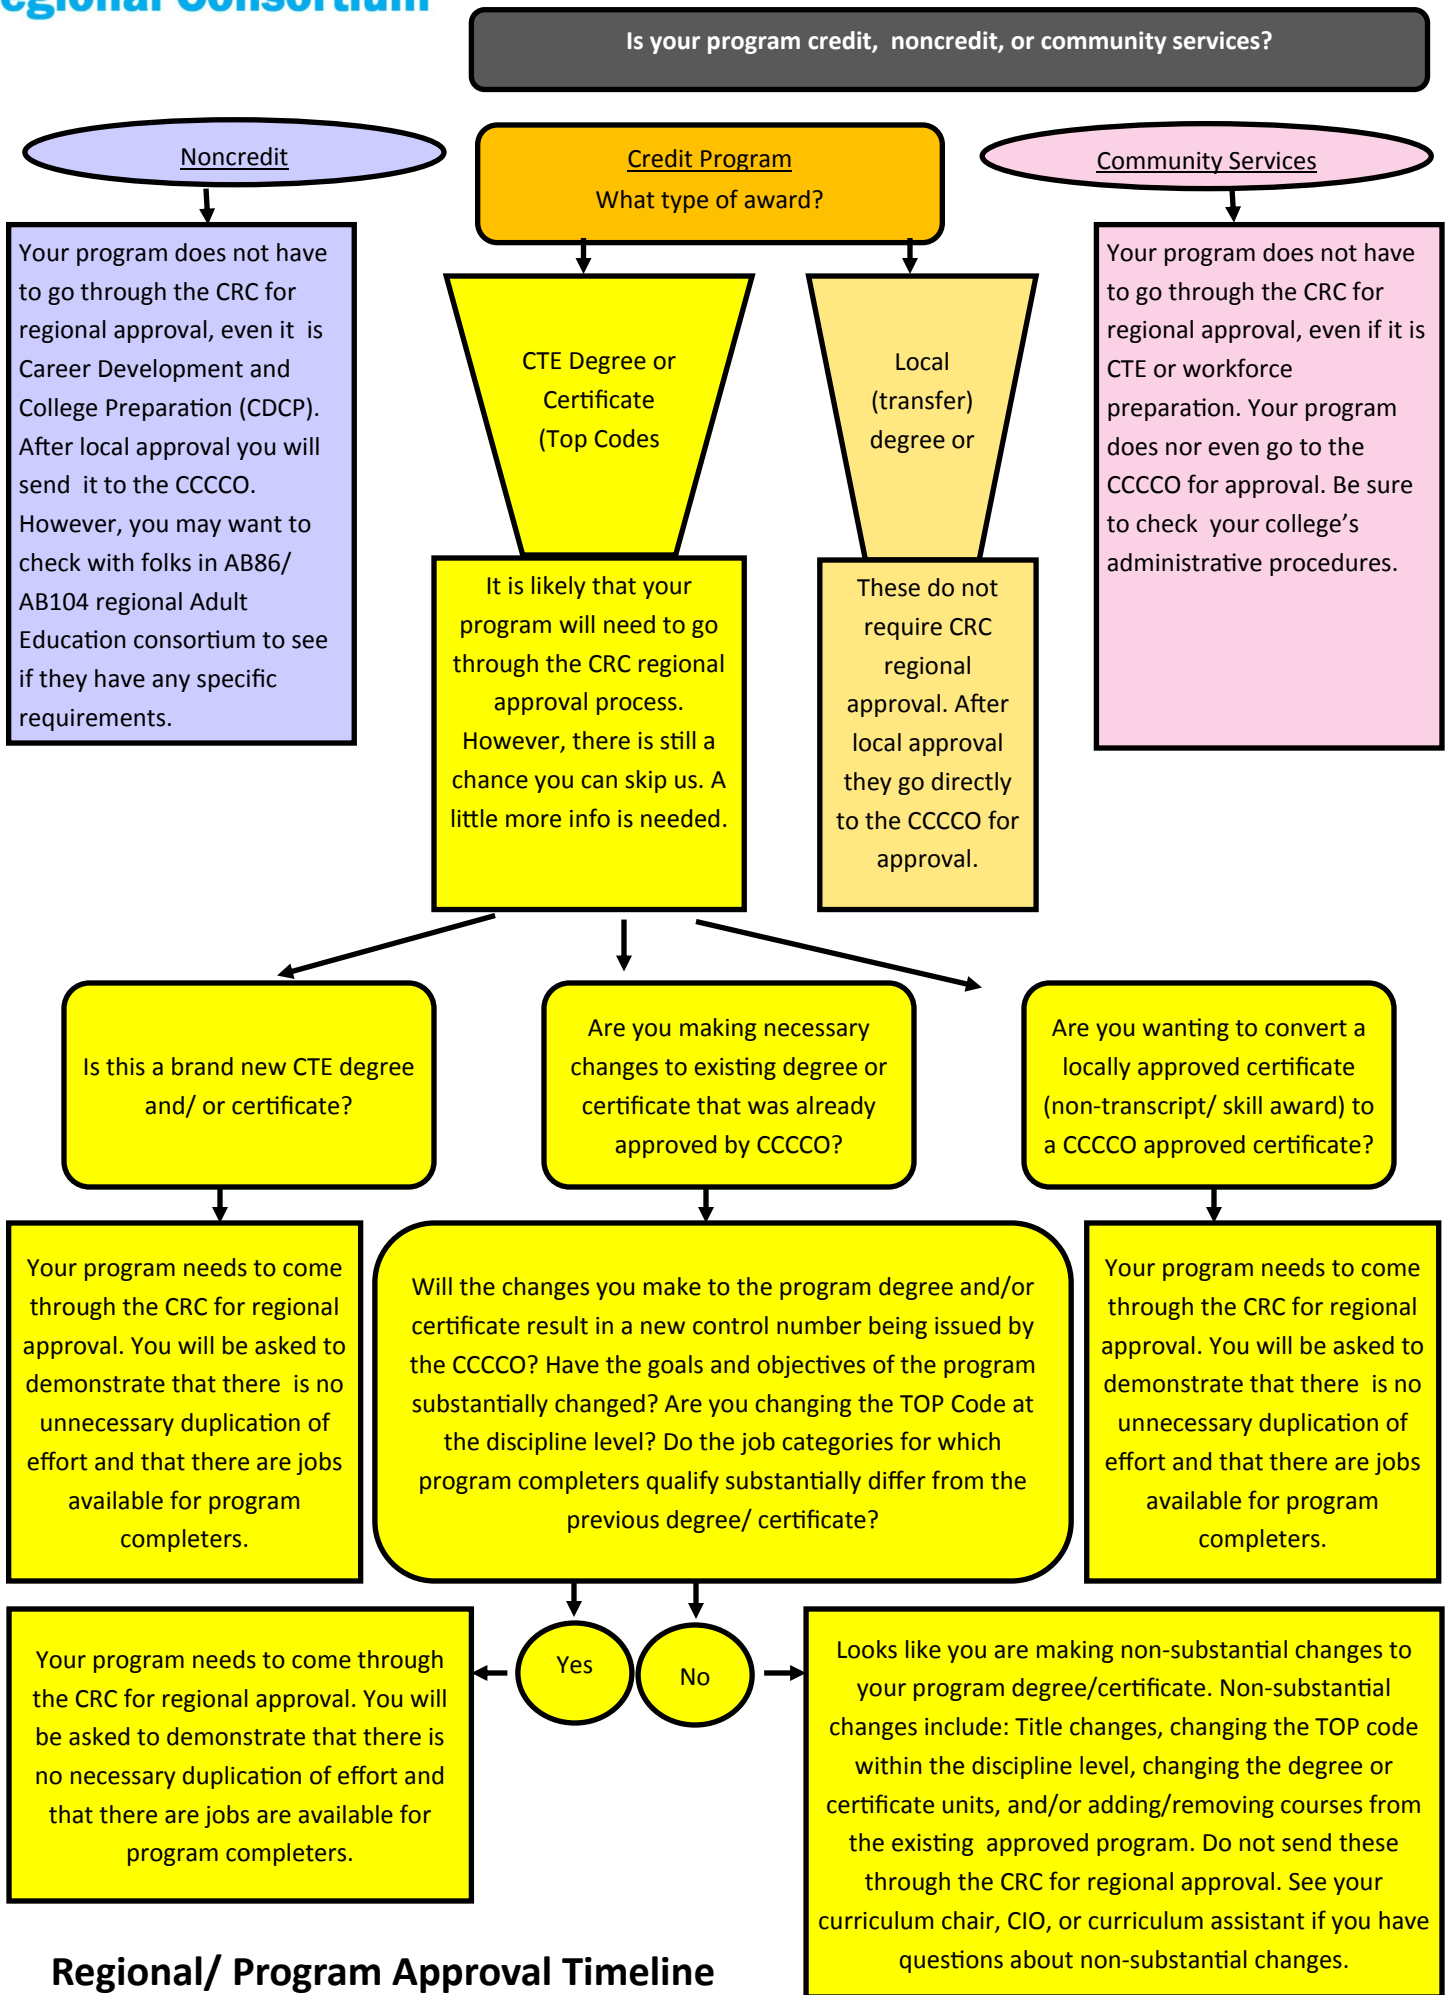 egional Consortium
Is your program credit,  noncredit, or community services?
Noncredit
Your program does not have
to go through the CRC for
regional approval, even it  is
Career Development and
College Preparation (CDCP).
After local approval you will
send  it to the CCCCO.
However, you may want to
check with folks in AB86/
AB104 regional Adult
Education consortium to see
if they have any specific
requirements.
Credit Program
What type of award?
CTE Degree or
Certificate
(Top Codes
It is likely that your
program will need to go
through the CRC regional
approval process.
However, there is still a
chance you can skip us. A
little more info is needed.
Local
(transfer)
degree or
These do not
require CRC
regional
approval. After
local approval
they go directly
to the CCCCO for
approval.
Community Services
Your program does not have
to go through the CRC for
regional approval, even if it is
CTE or workforce
preparation. Your program
does nor even go to the
CCCCO for approval. Be sure
to check  your college’s
administrative procedures.
Is this a brand new CTE degree
and/ or certificate?
Are you making necessary
changes to existing degree or
certificate that was already
approved by CCCCO?
Are you wanting to convert a
locally approved certificate
(non-transcript/ skill award) to
a CCCCO approved certificate?
Your program needs to come
through the CRC for regional
approval. You will be asked to
demonstrate that there  is no
unnecessary duplication of
effort and that there are jobs
available for program
completers.
Will the changes you make to the program degree and/or
certificate result in a new control number being issued by
the CCCCO? Have the goals and objectives of the program
substantially changed? Are you changing the TOP Code at
the discipline level? Do the job categories for which
program completers qualify substantially differ from the
previous degree/ certificate?
Your program needs to come
through the CRC for regional
approval. You will be asked to
demonstrate that there  is no
unnecessary duplication of
effort and that there are jobs
available for program
completers.
Yes
No
Your program needs to come through
the CRC for regional approval. You will
be asked to demonstrate that there is
no necessary duplication of effort and
that there are jobs are available for
program completers.
Looks like you are making non-substantial changes to
your program degree/certificate. Non-substantial
changes include: Title changes, changing the TOP code
within the discipline level, changing the degree or
certificate units, and/or adding/removing courses from
the existing  approved program. Do not send these
through the CRC for regional approval. See your
curriculum chair, CIO, or curriculum assistant if you have
questions about non-substantial changes.
Regional/ Program Approval Timeline